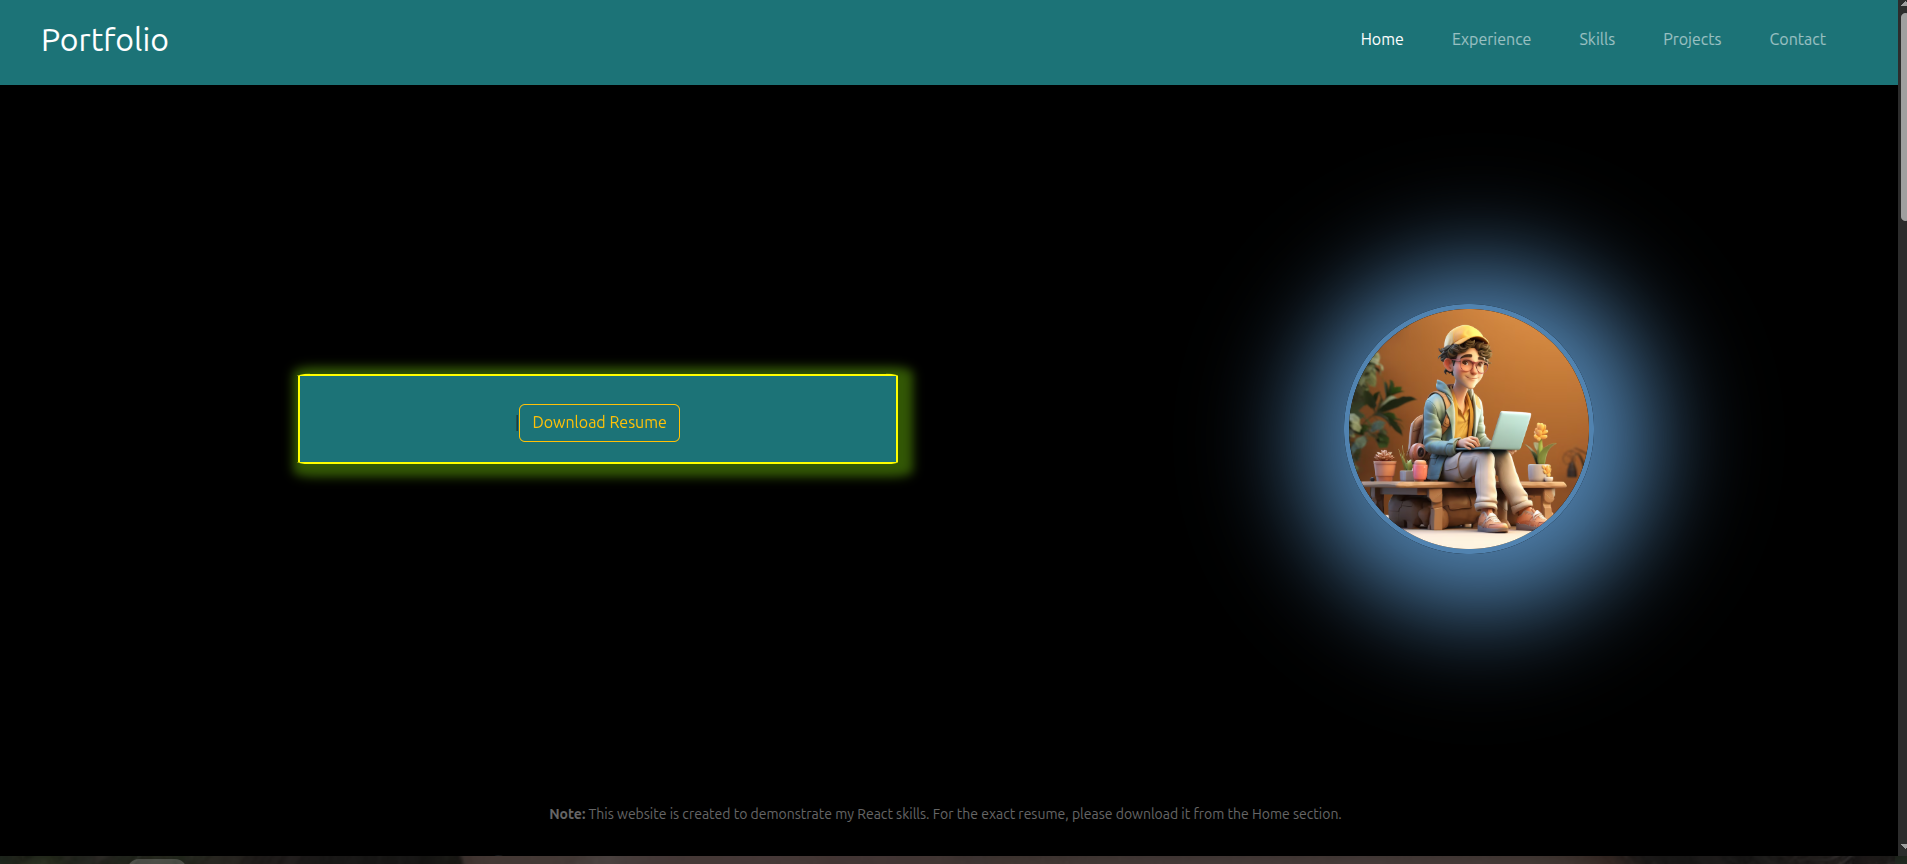 Portfolio
Home Experience Skills Projects Contact
Download Resume
Note: This website is created to demonstrate my React skills. For the exact resume, please download it from the Home section.